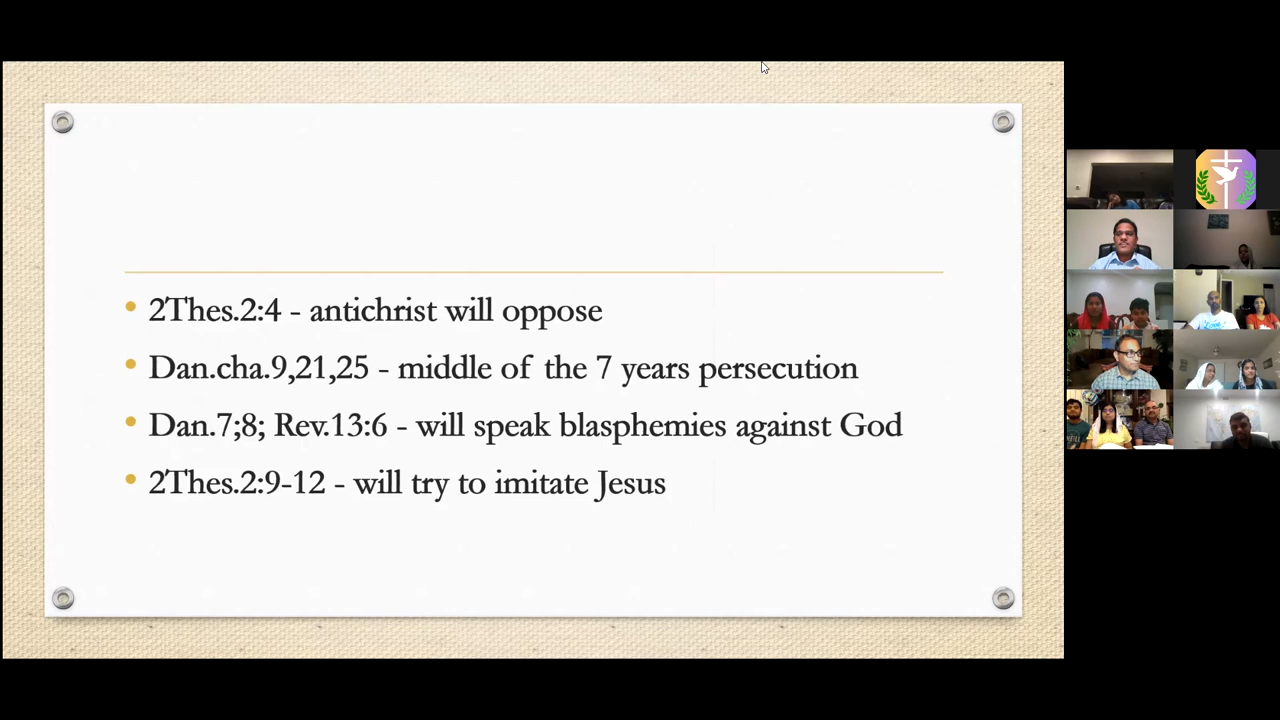 • 2Thes.2:4 - antichrist will oppose
• Dan.cha.9,21,25 - middle of the 7 years persecution
• Dan.7;8; Rev.13:6 - will speak blasphemies against God
• 2Thes.2:9-12 - will try to imitate Jesus